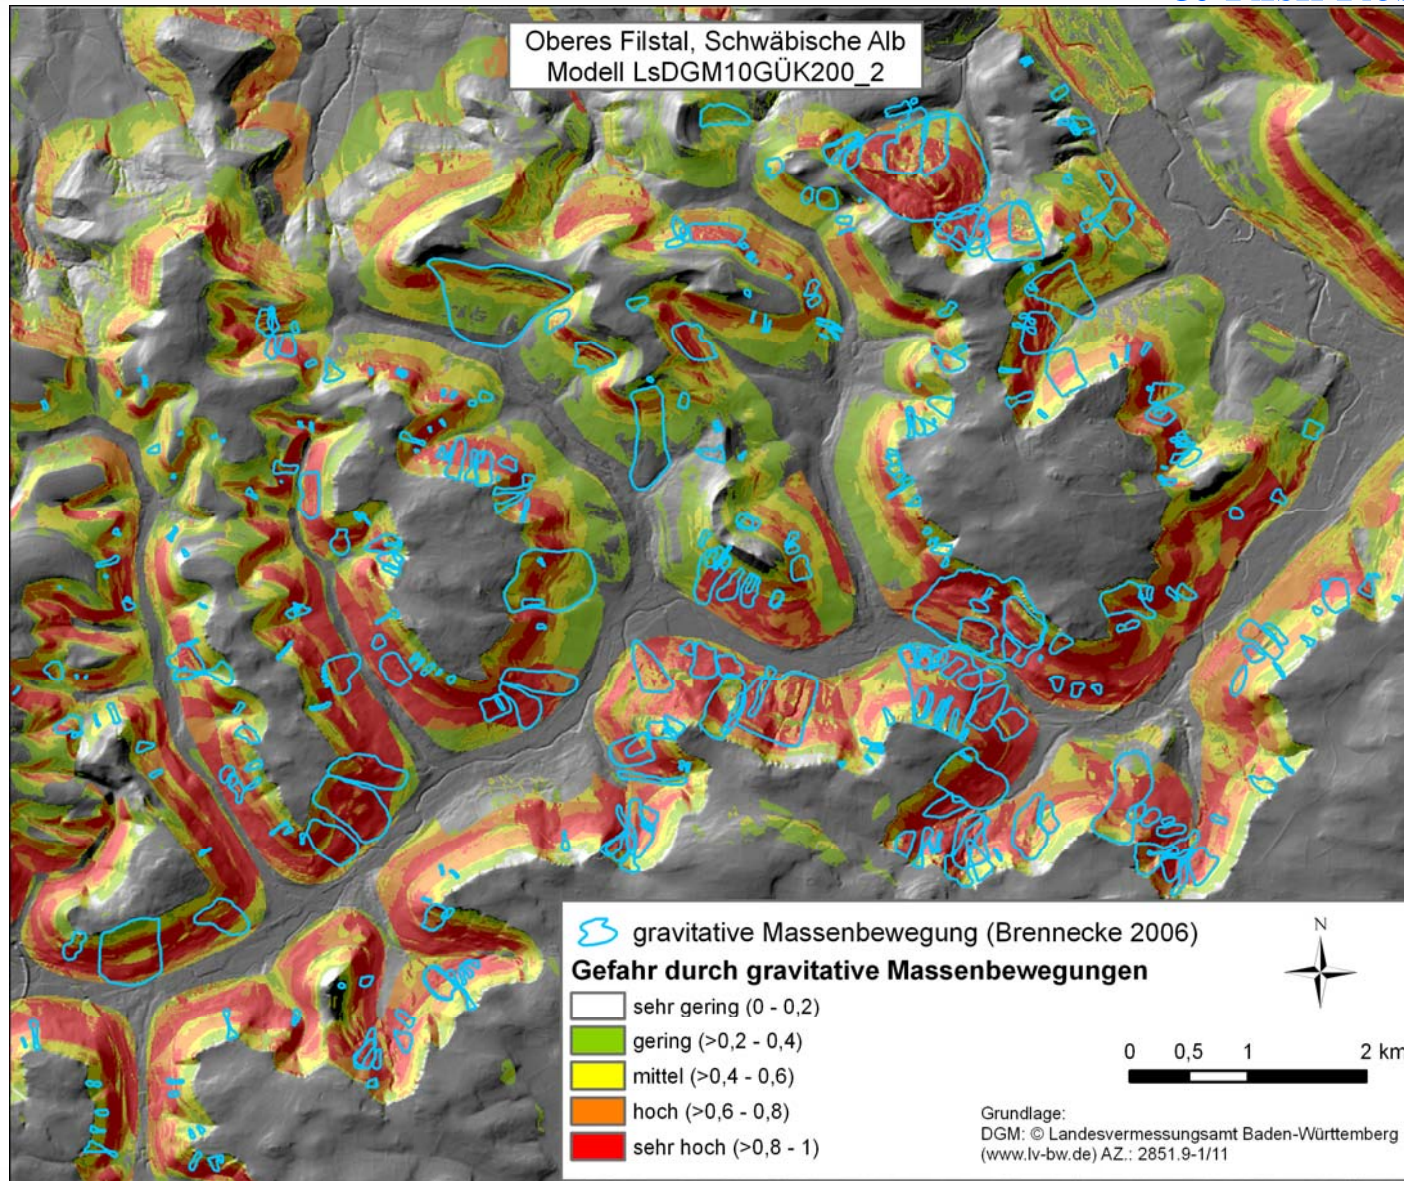 Oberes Filstal, Schwäbische Alb
Modell LsDGM10GÜK200_2
gravitative Massenbewegung (Brennecke 2006)
Gefahr durch gravitative Massenbewegungen
sehr gering (0 - 0,2)
gering (>0,2 - 0,4)
mittel (>0,4 - 0,6)
hoch (>0,6 - 0,8)
sehr hoch (>0,8 - 1)
N
0 0,5 1 2 km
Grundlage:
DGM: © Landesvermessungsamt Baden-Württemberg
(www.lv-bw.de) AZ.: 2851.9-1/11